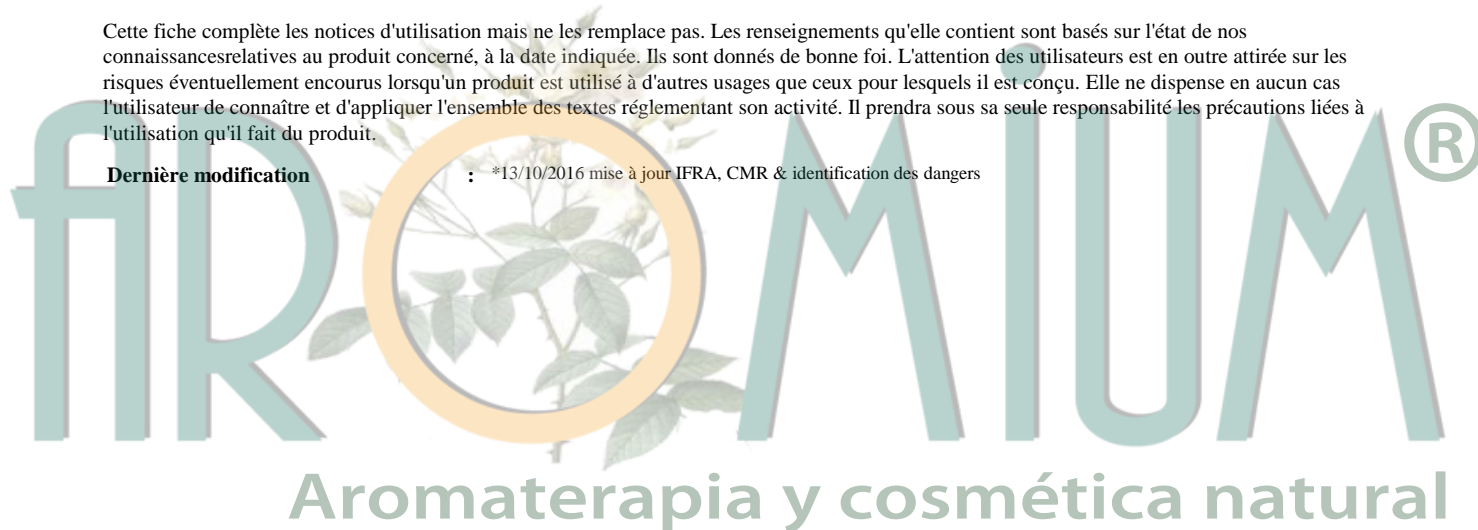 Cette fiche complète les notices d'utilisation mais ne les remplace pas. Les renseignements qu'elle contient sont basés sur l'état de nos
connaissancesrelatives au produit concerné, à la date indiquée. Ils sont donnés de bonne foi. L'attention des utilisateurs est en outre attirée sur les
risques éventuellement encourus lorsqu'un produit est utilisé à d'autres usages que ceux pour lesquels il est conçu. Elle ne dispense en aucun cas
l'utilisateur de connaître et d'appliquer l'ensemble des textes réglementant son activité. Il prendra sous sa seule responsabilité les précautions liées à
l'utilisation qu'il fait du produit.
Dernière modification : *13/10/2016 mise à jour IFRA, CMR & identification des dangers
AROMiUM®
Aromaterapia y cosmética natural